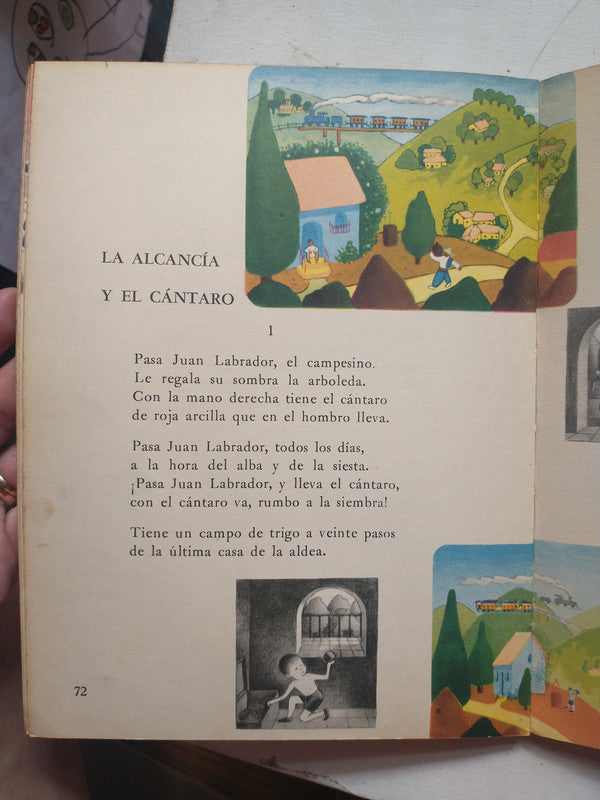 LA ALCANCÍA
Y EL CÁNTARO
1
Pasa Juan Labrador, el campesino.
Le regala su sombra la arboleda.
Con la mano derecha tiene el cántaro
de roja arcilla que en el hombro lleva.
Pasa Juan Labrador, todos los días,
a la hora del alba y de la siesta.
¡Pasa Juan Labrador, y lleva el cántaro,
con el cántaro va, rumbo a la siembra!
Tiene un campo de trigo a veinte pasos
de la última casa de la aldea.
72